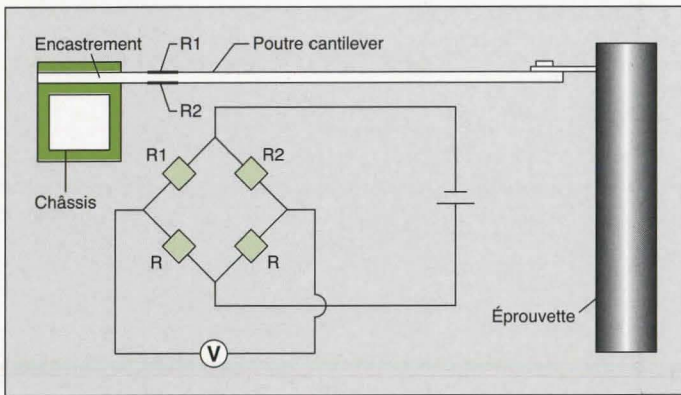 Encastrement
R1
Poutre cantilever
R2
R1
R2
Châssis
R
R
Éprouvette
V